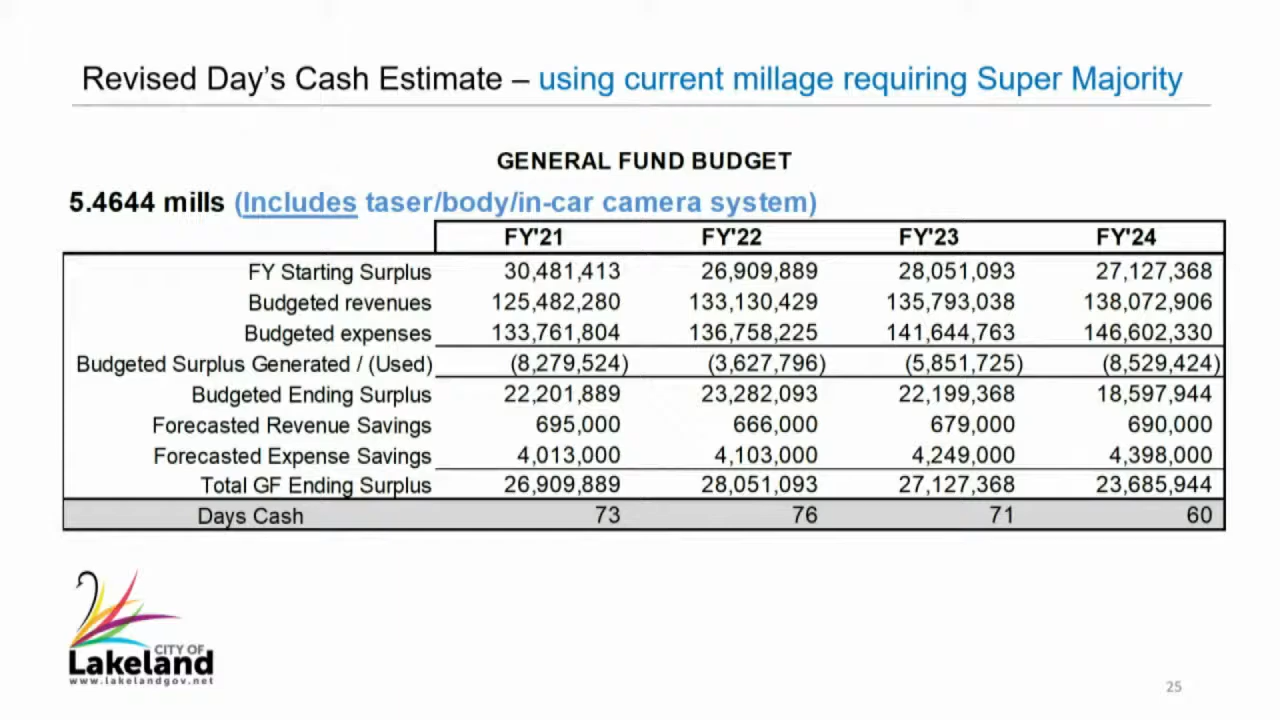 Revised Day's Cash Estimate – using current millage requiring Super Majority
GENERAL FUND BUDGET
5.4644 mills (Includes taser/body/in-car camera system)
FY'21 FY'22 FY'23 FY'24
FY Starting Surplus 30,481,413 26,909,889 28,051,093 27,127,368
Budgeted revenues 125,482,280 133,130,429 135,793,038 138,072,906
Budgeted expenses 133,761,804 136,758,225 141,644,763 146,602,330
Budgeted Surplus Generated / (Used) (8,279,524) (3,627,796) (5,851,725) (8,529,424)
Budgeted Ending Surplus 22,201,889 23,282,093 22,199,368 18,597,944
Forecasted Revenue Savings 695,000 666,000 679,000 690,000
Forecasted Expense Savings 4,013,000 4,103,000 4,249,000 4,398,000
Total GF Ending Surplus 26,909,889 28,051,093 27,127,368 23,685,944
Days Cash 73 76 71 60
CITY OF
Lakeland
www.lakelandgov.net
25